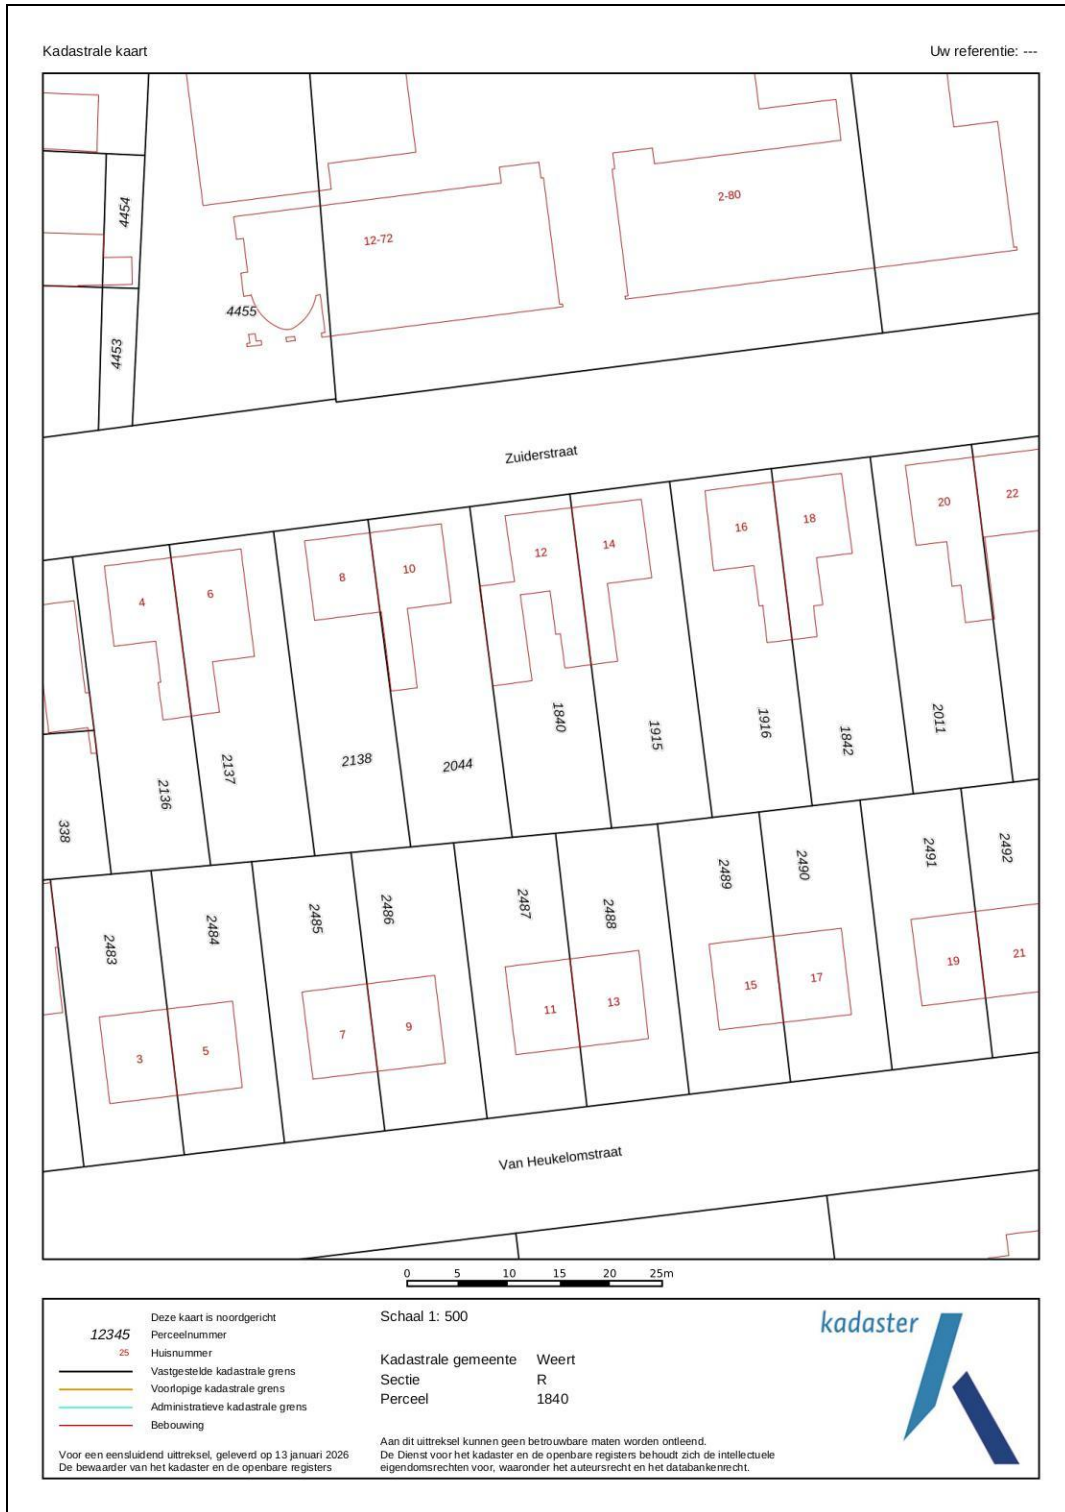 Kadastrale kaart
Uw referentie: ---
4454
2-80
12-72
4455
4453
Zuiderstraat
22
20
18
16
14
12
10
8
6
4
1840
1915
1916
1842
2011
2138
2044
2137
2136
338
2492
2491
2490
2489
2488
2487
2486
2485
2484
2483
21
19
17
15
13
11
9
7
5
3
Van Heukelomstraat
0 5 10 15 20 25m
Deze kaart is noordgericht
12345 Perceelnummer
25 Huisnummer
Vastgestelde kadastrale grens
Voorlopige kadastrale grens
Administratieve kadastrale grens
Bebouwing
Voor een eensluidend uittreksel, geleverd op 13 januari 2026
De bewaarder van het kadaster en de openbare registers
Schaal 1: 500
Kadastrale gemeente Weert
Sectie R
Perceel 1840
Aan dit uittreksel kunnen geen betrouwbare maten worden ontleend.
De Dienst voor het kadaster en de openbare registers behoudt zich de intellectuele
eigendomsrechten voor, waaronder het auteursrecht en het databankenrecht.
kadaster